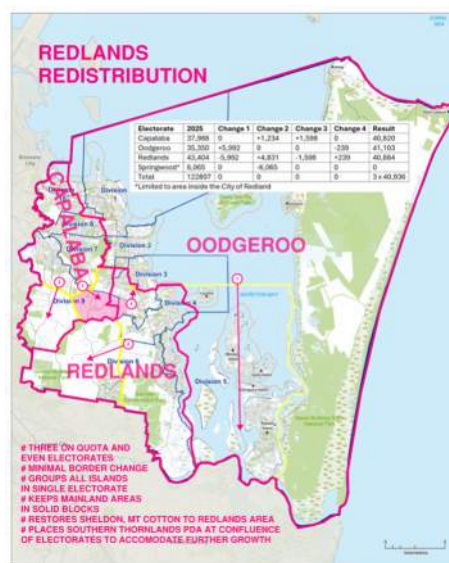 REDLANDS
REDISTRIBUTION
Electorate 2025 Change 1 Change 2 Change 3 Change 4 Result
Capalaba 37,988 0 +1,234 +1,598 0 40,820
Oodgeroo 35,350 +5,992 0 0 -239 41,103
Redlands 43,404 -5,992 +4,831 -1,598 +239 40,884
Springwood* 6,065 0 -6,065 0 0 0
Total 122807 0 0 0 0 3 x 40,936
*Limited to area inside the City of Redland
CAPALABA
Division 1
Division 7
Division 2
Division 3
OODGEROO
Division 9
Division 4
REDLANDS
Division 6
Division 5
# THREE ON QUOTA AND
EVEN ELECTORATES
# MINIMAL BORDER CHANGE
# GROUPS ALL ISLANDS
IN SINGLE ELECTORATE
# KEEPS MAINLAND AREAS
IN SOLID BLOCKS
# RESTORES SHELDON, MT COTTON TO REDLANDS AREA
# PLACES SOUTHERN THORNLANDS PDA AT CONFLUENCE
OF ELECTORATES TO ACCOMODATE FURTHER GROWTH